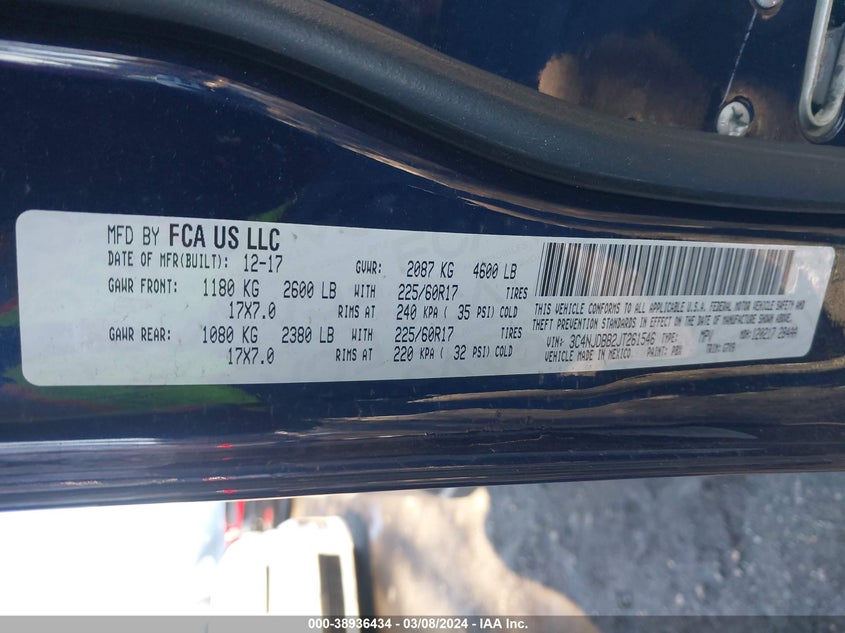 MFD BY FCA US LLC
DATE OF MFR(BUILT): 12-17 GVWR: 2087 KG 4600 LB
GAWR FRONT: 1180 KG 2600 LB WITH 225/60R17 TIRES
17X7.0 RIMS AT 240 KPA ( 35 PSI) COLD
GAWR REAR: 1080 KG 2380 LB WITH 225/60R17 TIRES
17X7.0 RIMS AT 220 KPA ( 32 PSI) COLD
THIS VEHICLE CONFORMS TO ALL APPLICABLE U.S.A. FEDERAL MOTOR VEHICLE SAFETY AND
THEFT PREVENTION STANDARDS IN EFFECT ON THE DATE OF MANUFACTURE SHOWN ABOVE.
VIN: 3C4NJDBB2JT261546 TYPE: MPV MDH:
VEHICLE MADE IN MEXICO. PAINT: PBX TRIM:
000-38936434 - 03/08/2024 - IAA Inc.